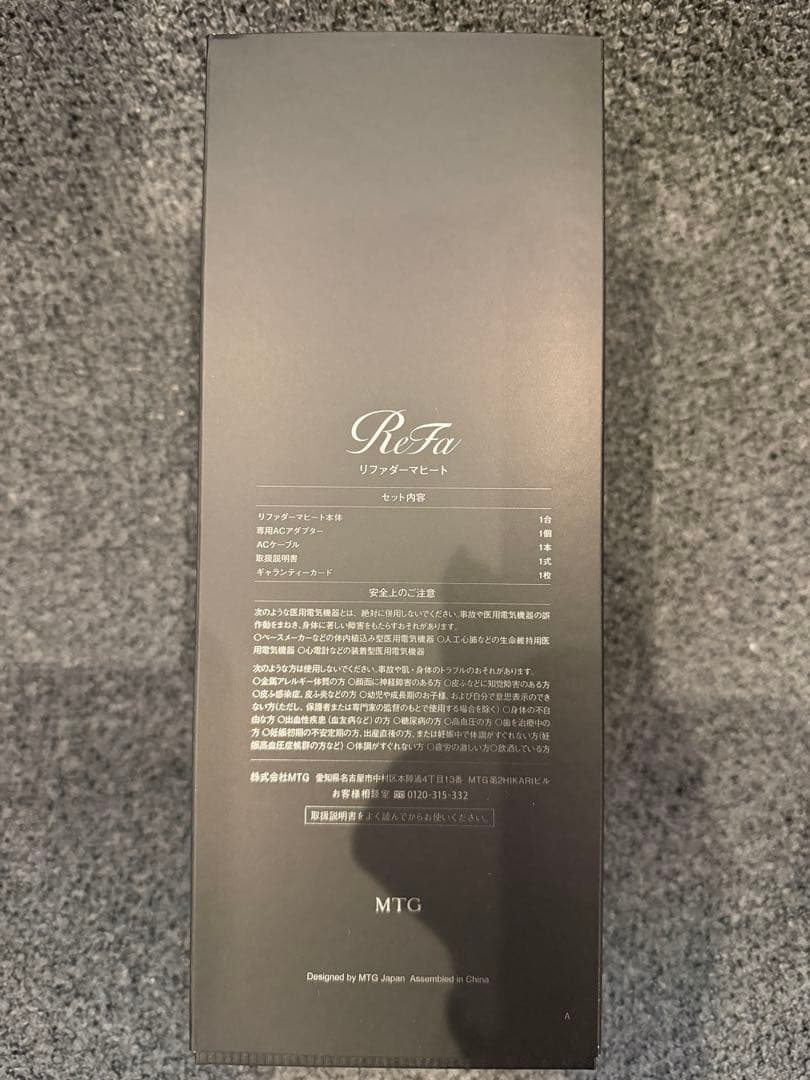 ReFa
リファダーマヒート
セット内容
リファダーマヒート本体 1台
専用ACアダプター 1個
ACケーブル 1本
取扱説明書 1式
ギャランティーカード 1枚
安全上のご注意
次のような医用電気機器とは、絶対に併用しないでください。事故や医用電気機器の誤
作動をまねき、身体に著しい障害をもたらすおそれがあります。
○ペースメーカーなどの体内植込み型医用電気機器 ○人工心肺などの生命維持用医
用電気機器 ○心電計などの装着型医用電気機器
次のような方は使用しないでください。事故や肌・身体のトラブルのおそれがあります。
○金属アレルギー体質の方 ○顔面に神経障害のある方 ○皮ふなどに知覚障害のある方
○皮ふ感染症、皮ふ炎などの方 ○幼児や成長期のお子様、および自分で意思表示のでき
ない方(ただし、保護者または専門家の監督のもとで使用する場合を除く) ○身体の不自
由な方 ○出血性疾患(血友病など)の方 ○糖尿病の方 ○高血圧の方 ○歯を治療中の
方 ○妊娠初期の不安定期の方、出産直後の方、または妊娠中で体調がすぐれない方(妊
娠高血圧症候群の方など) ○体調がすぐれない方 ○疲労の激しい方 ○飲酒している方
株式会社MTG 愛知県名古屋市中村区本陣通4丁目13番 MTG第2HIKARIビル
お客様相談室 0120-315-332
取扱説明書をよく読んでからお使いください。
MTG
Designed by MTG Japan Assembled in China
A